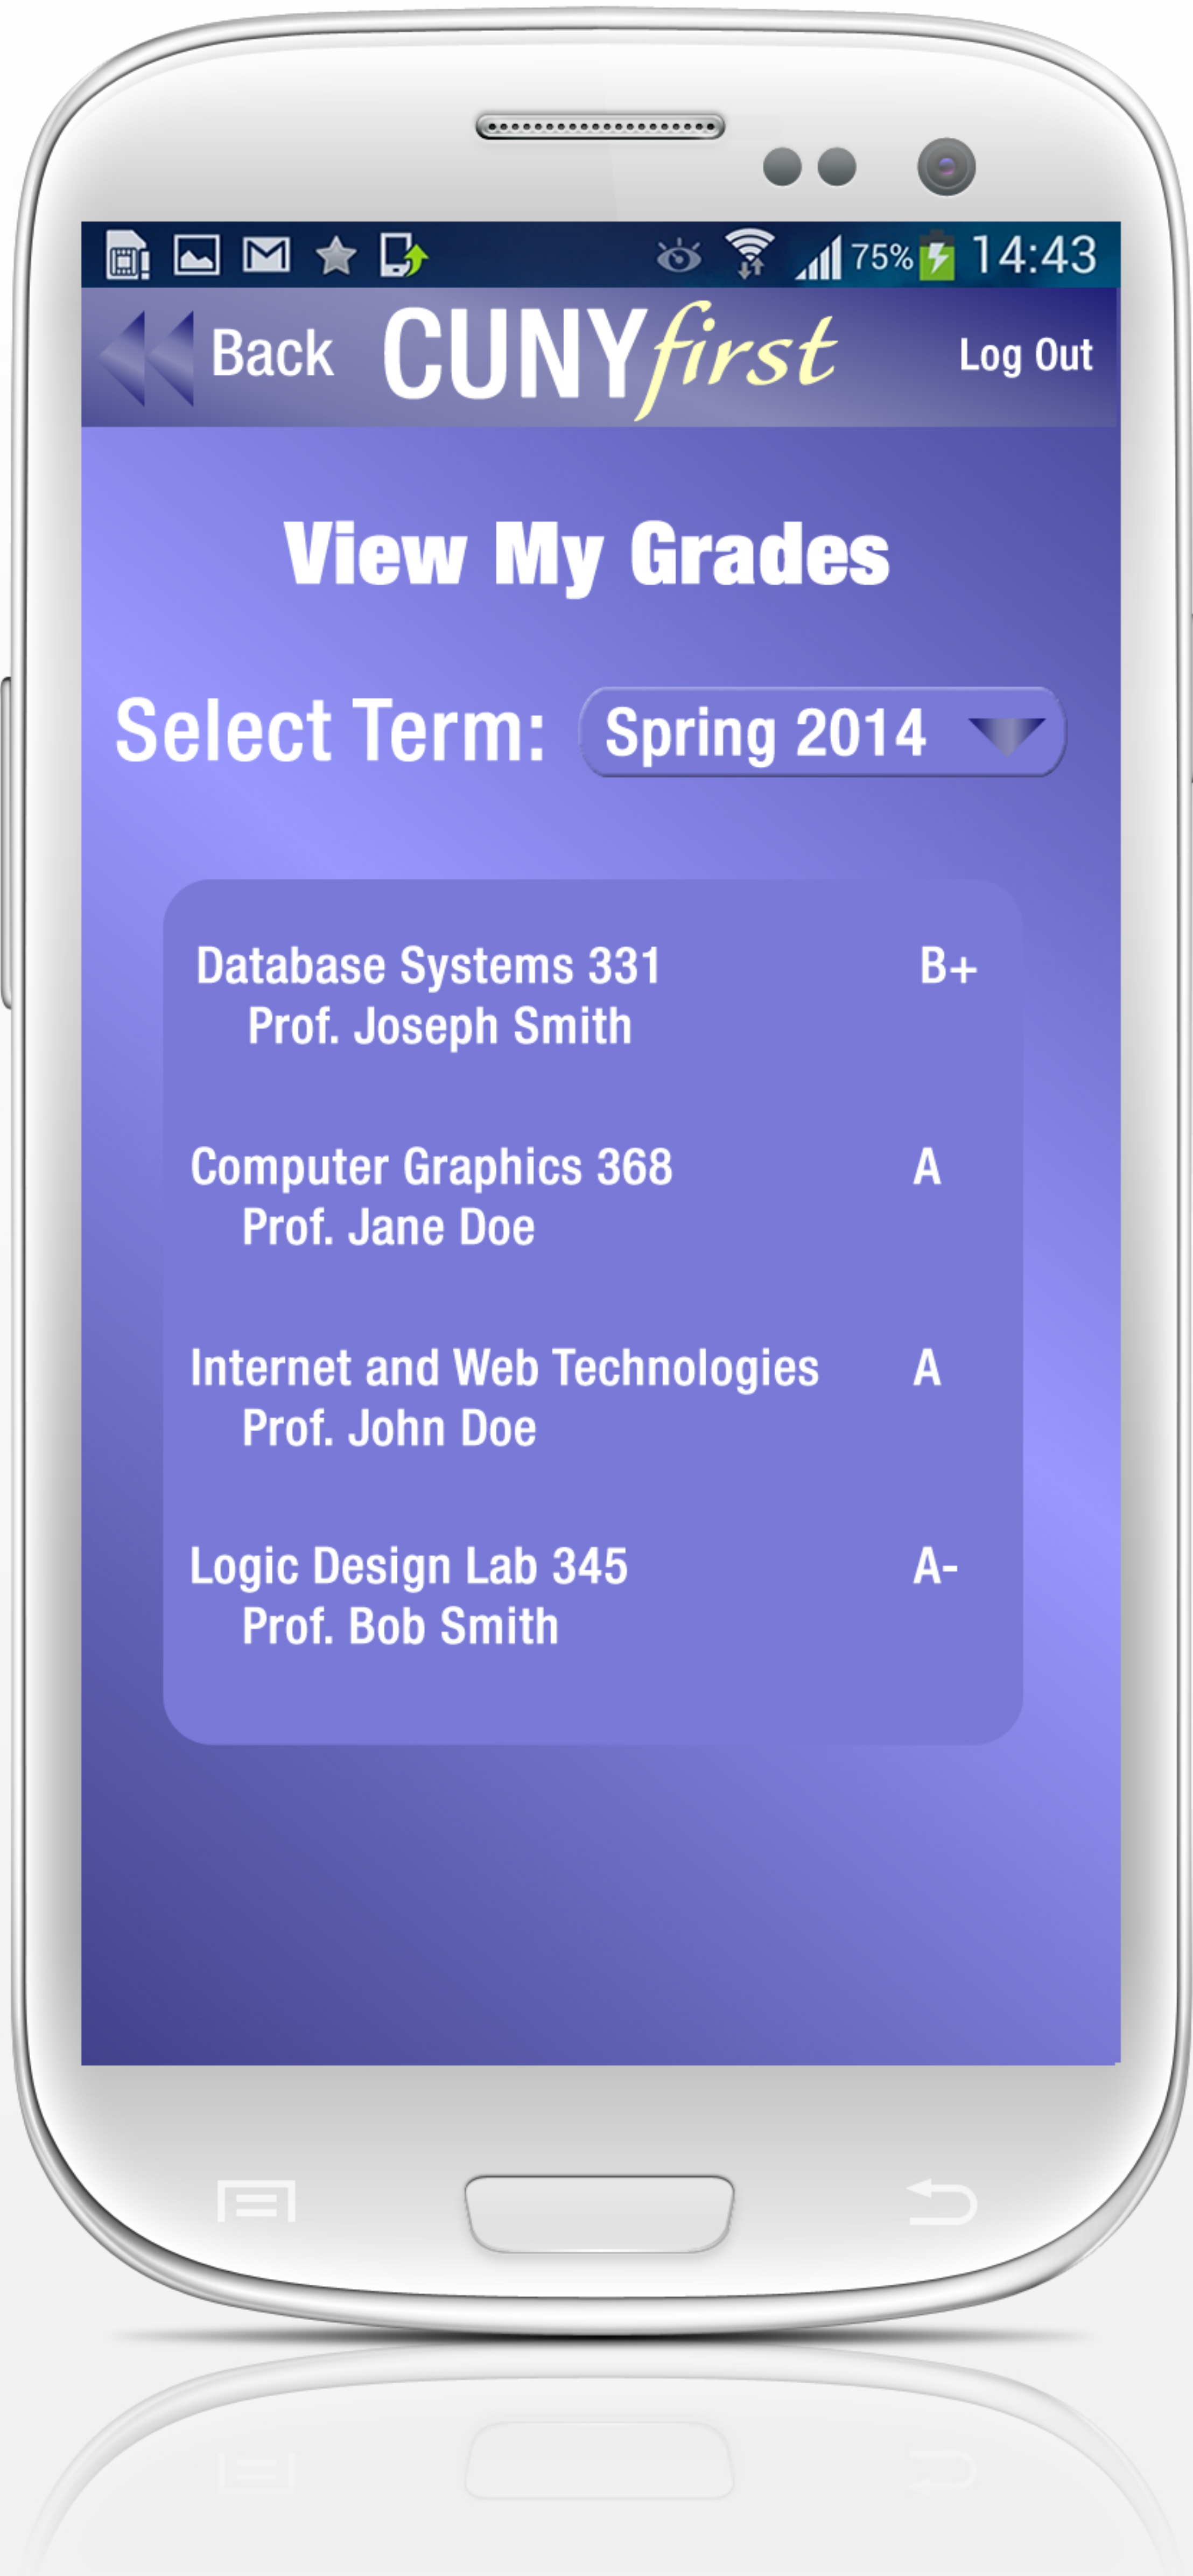 75% 14:43
Back CUNYfirst Log Out
View My Grades
Select Term: Spring 2014
Database Systems 331 B+
Prof. Joseph Smith
Computer Graphics 368 A
Prof. Jane Doe
Internet and Web Technologies A
Prof. John Doe
Logic Design Lab 345 A-
Prof. Bob Smith